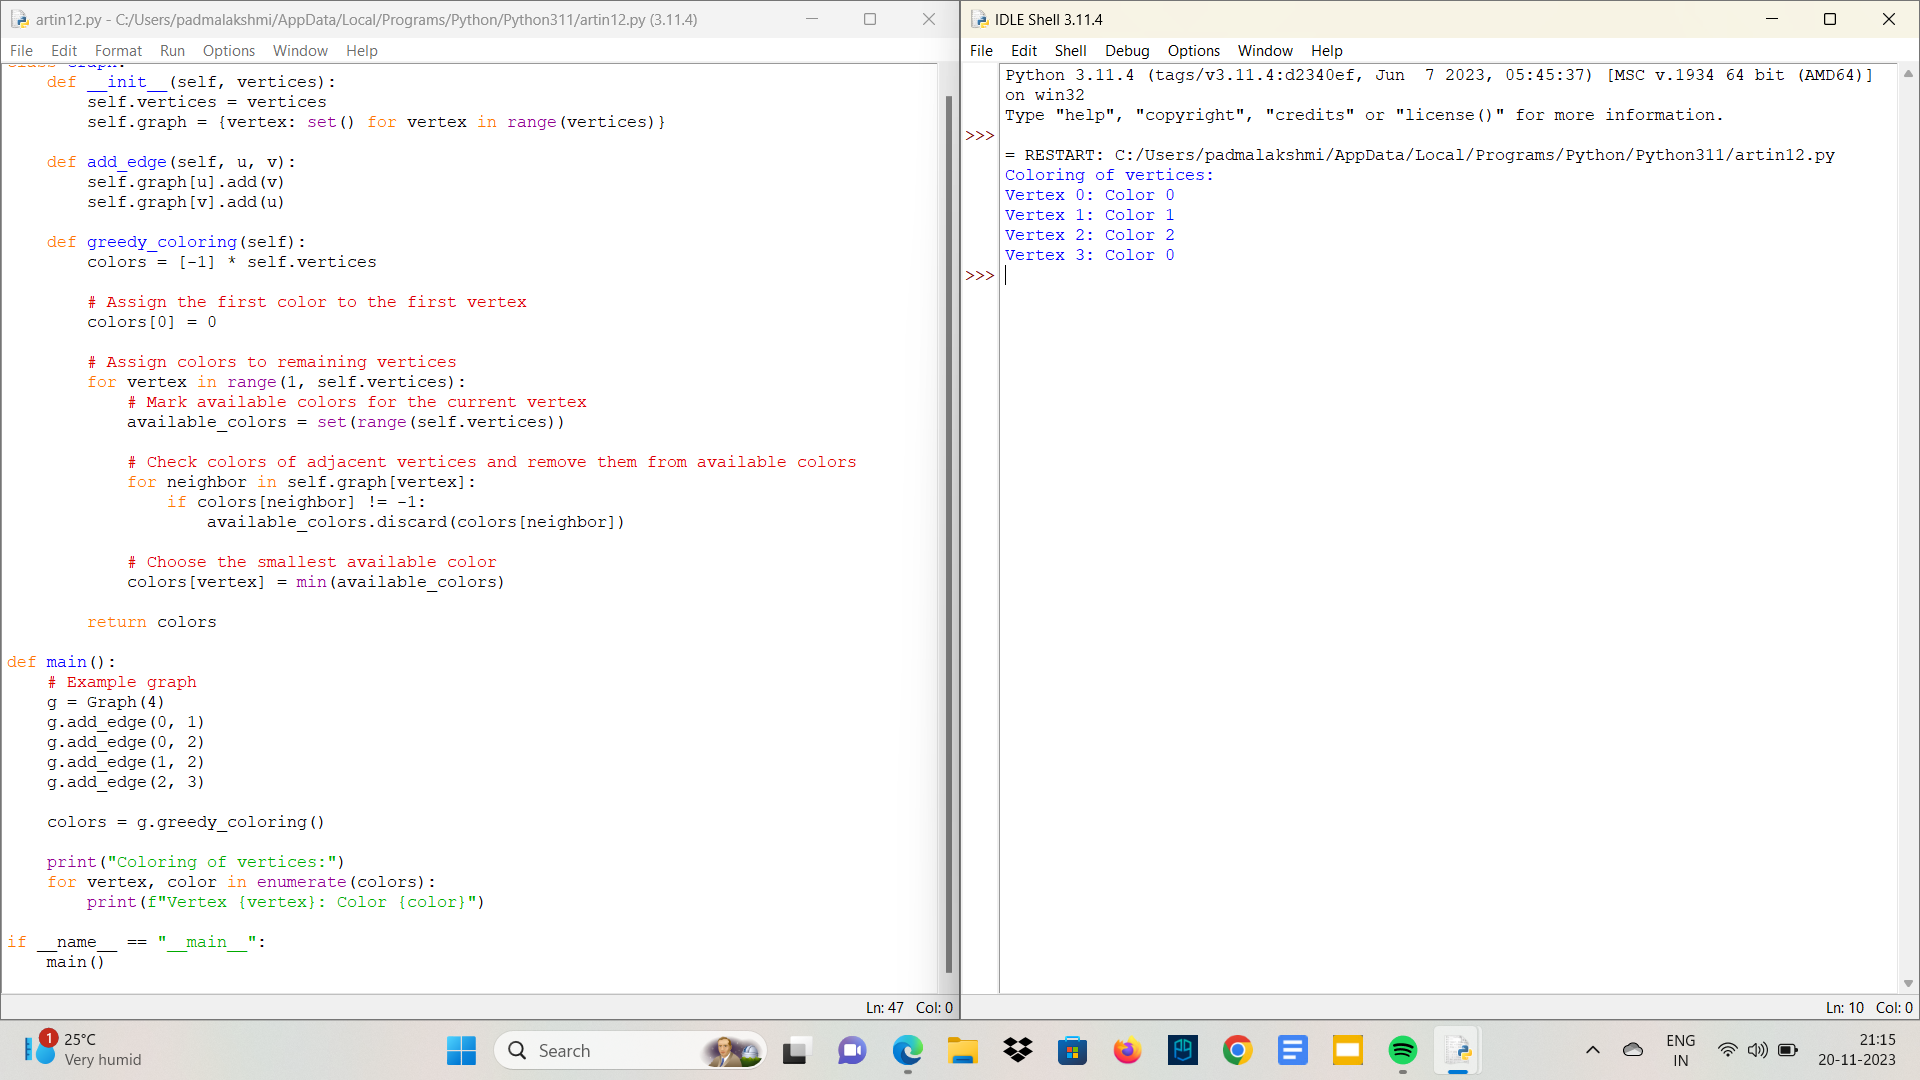 artin12.py - C:/Users/padmalakshmi/AppData/Local/Programs/Python/Python311/artin12.py (3.11.4)
File Edit Format Run Options Window Help
class Graph:
    def __init__(self, vertices):
        self.vertices = vertices
        self.graph = {vertex: set() for vertex in range(vertices)}

    def add_edge(self, u, v):
        self.graph[u].add(v)
        self.graph[v].add(u)

    def greedy_coloring(self):
        colors = [-1] * self.vertices

        # Assign the first color to the first vertex
        colors[0] = 0

        # Assign colors to remaining vertices
        for vertex in range(1, self.vertices):
            # Mark available colors for the current vertex
            available_colors = set(range(self.vertices))

            # Check colors of adjacent vertices and remove them from available colors
            for neighbor in self.graph[vertex]:
                if colors[neighbor] != -1:
                    available_colors.discard(colors[neighbor])

            # Choose the smallest available color
            colors[vertex] = min(available_colors)

        return colors

def main():
    # Example graph
    g = Graph(4)
    g.add_edge(0, 1)
    g.add_edge(0, 2)
    g.add_edge(1, 2)
    g.add_edge(2, 3)

    colors = g.greedy_coloring()

    print("Coloring of vertices:")
    for vertex, color in enumerate(colors):
        print(f"Vertex {vertex}: Color {color}")

if __name__ == "__main__":
    main()
Ln: 47 Col: 0
IDLE Shell 3.11.4
File Edit Shell Debug Options Window Help
Python 3.11.4 (tags/v3.11.4:d2340ef, Jun  7 2023, 05:45:37) [MSC v.1934 64 bit (AMD64)]
on win32
Type "help", "copyright", "credits" or "license()" for more information.
>>>
= RESTART: C:/Users/padmalakshmi/AppData/Local/Programs/Python/Python311/artin12.py
Coloring of vertices:
Vertex 0: Color 0
Vertex 1: Color 1
Vertex 2: Color 2
Vertex 3: Color 0
>>>
Ln: 10 Col: 0
1
25°C
Very humid
Search
ENG
IN
21:15
20-11-2023